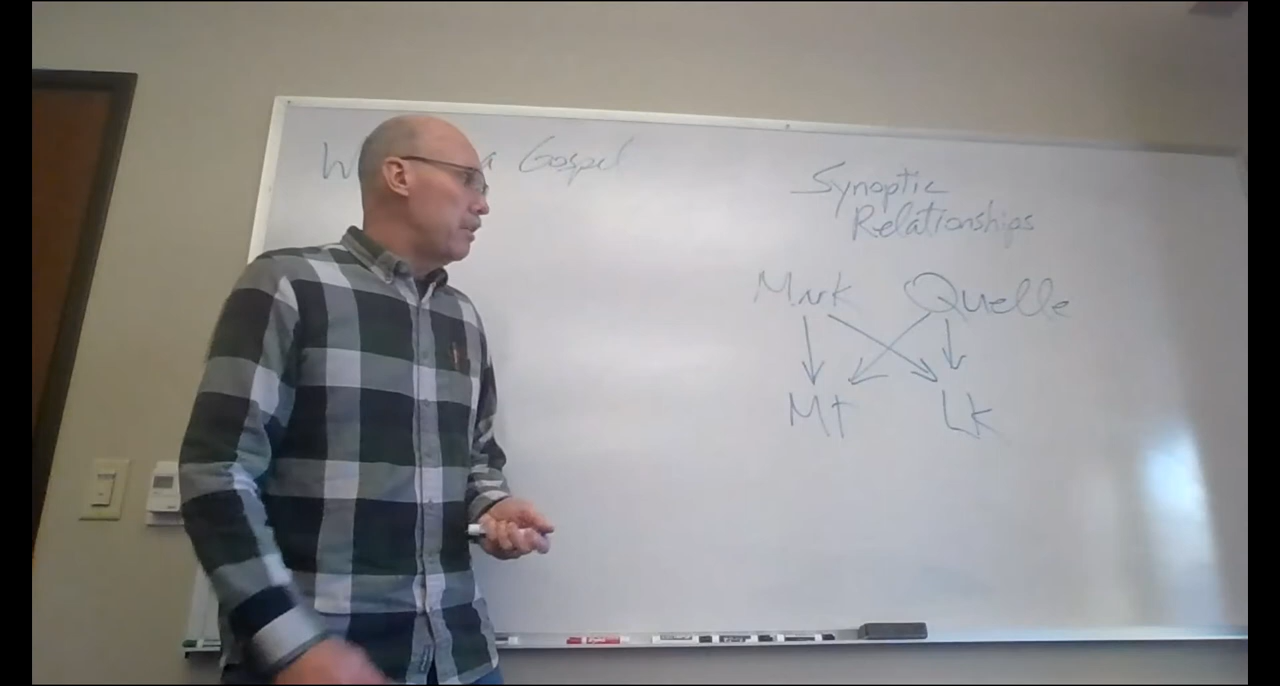 a Gospel
Synoptic
Relationships
Mark Quelle
Mt Lk